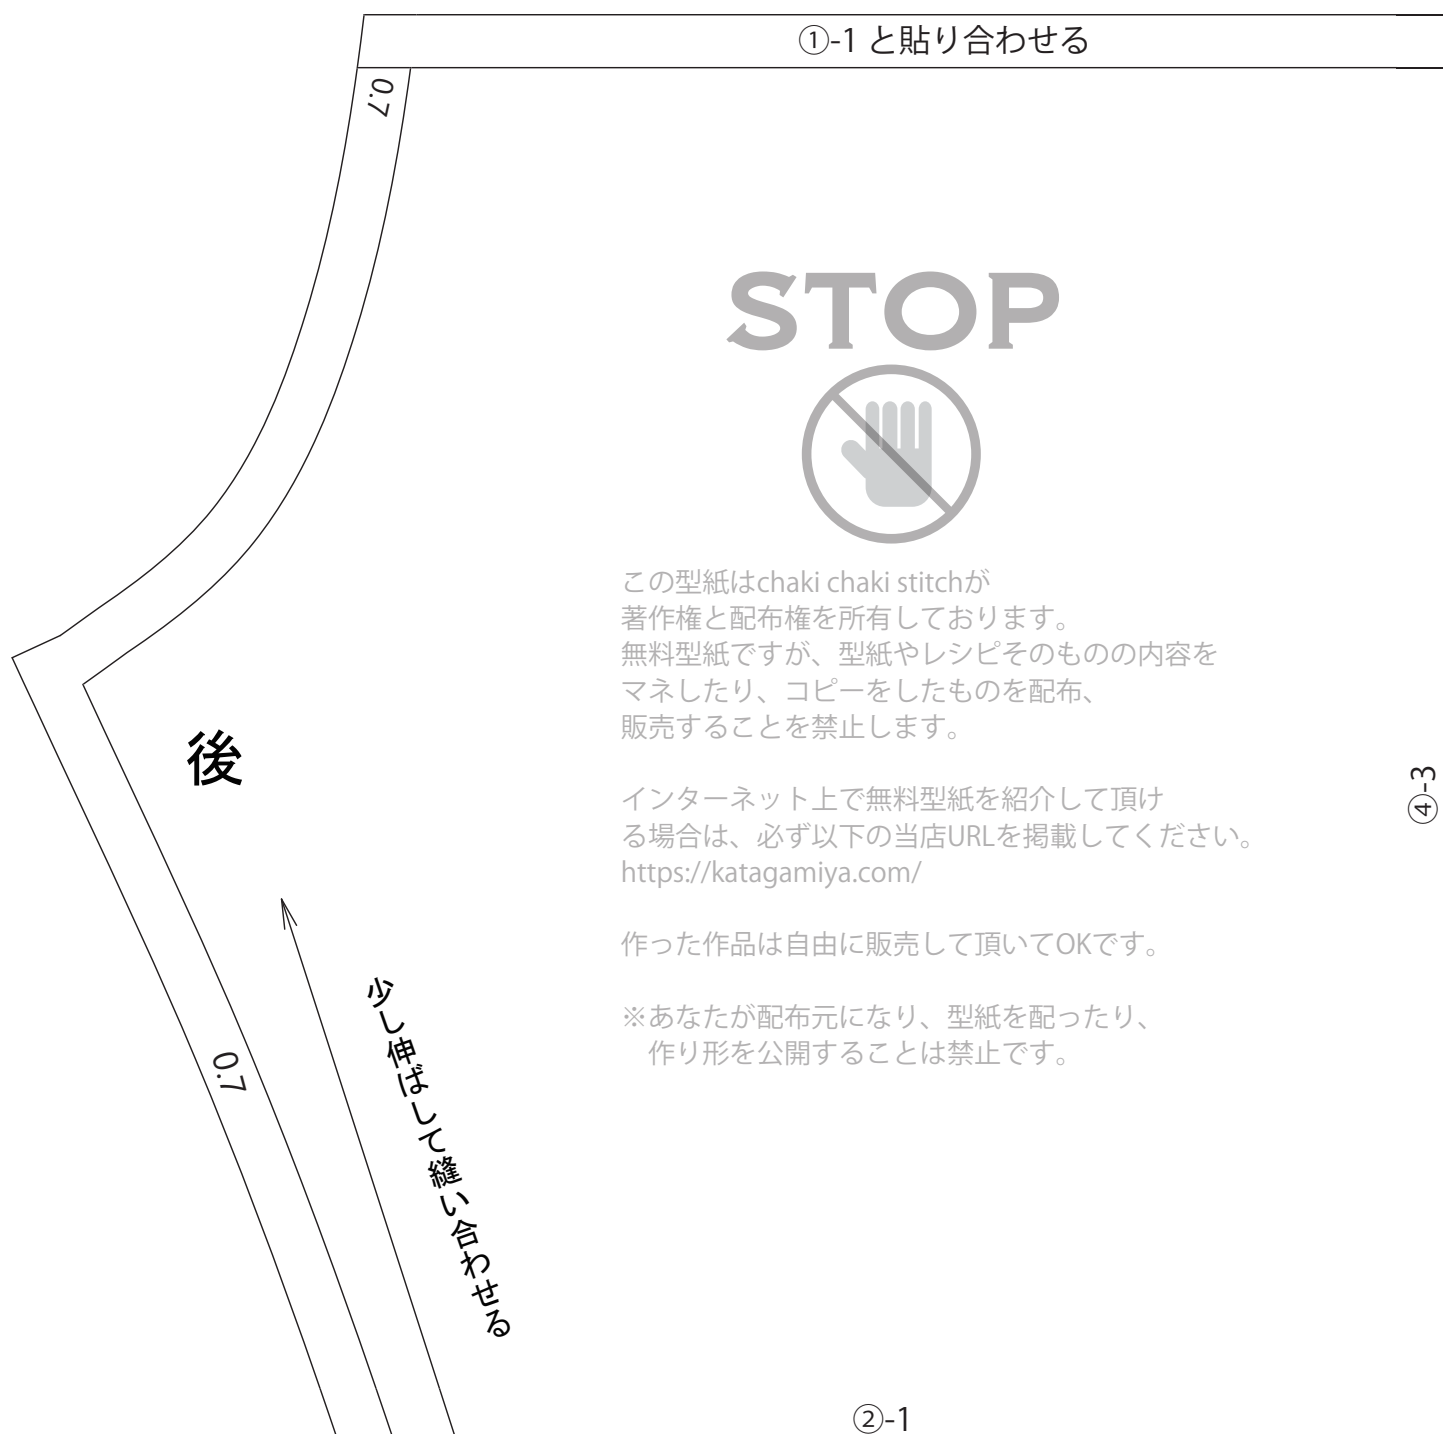 ①-1 と貼り合わせる
0.7
STOP
この型紙はchaki chaki stitchが
著作権と配布権を所有しております。
無料型紙ですが、型紙やレシピそのものの内容を
マネしたり、コピーをしたものを配布、
販売することを禁止します。
後
④-3
インターネット上で無料型紙を紹介して頂け
る場合は、必ず以下の当店URLを掲載してください。
https://katagamiya.com/
作った作品は自由に販売して頂いてOKです。
※あなたが配布元になり、型紙を配ったり、
作り形を公開することは禁止です。
少し伸ばして縫い合わせる
0.7
②-1